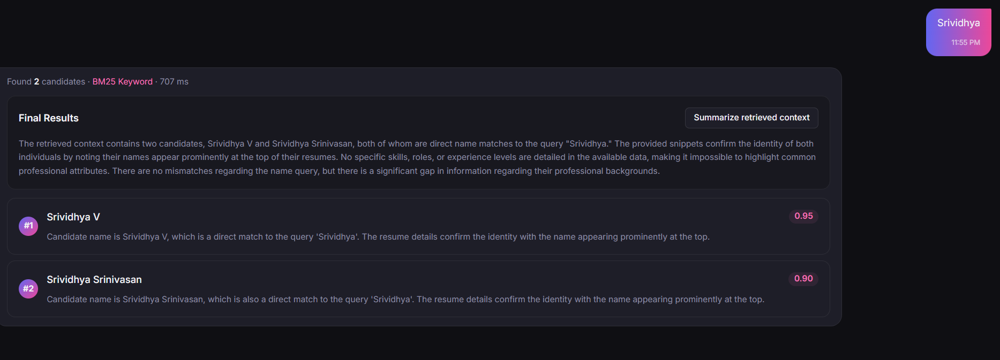 Srividhya
11:55 PM
Found 2 candidates · BM25 Keyword · 707 ms
Final Results
Summarize retrieved context
The retrieved context contains two candidates, Srividhya V and Srividhya Srinivasan, both of whom are direct name matches to the query "Srividhya." The provided snippets confirm the identity of both
individuals by noting their names appear prominently at the top of their resumes. No specific skills, roles, or experience levels are detailed in the available data, making it impossible to highlight common
professional attributes. There are no mismatches regarding the name query, but there is a significant gap in information regarding their professional backgrounds.
#1
Srividhya V
0.95
Candidate name is Srividhya V, which is a direct match to the query 'Srividhya'. The resume details confirm the identity with the name appearing prominently at the top.
#2
Srividhya Srinivasan
0.90
Candidate name is Srividhya Srinivasan, which is also a direct match to the query 'Srividhya'. The resume details confirm the identity with the name appearing prominently at the top.